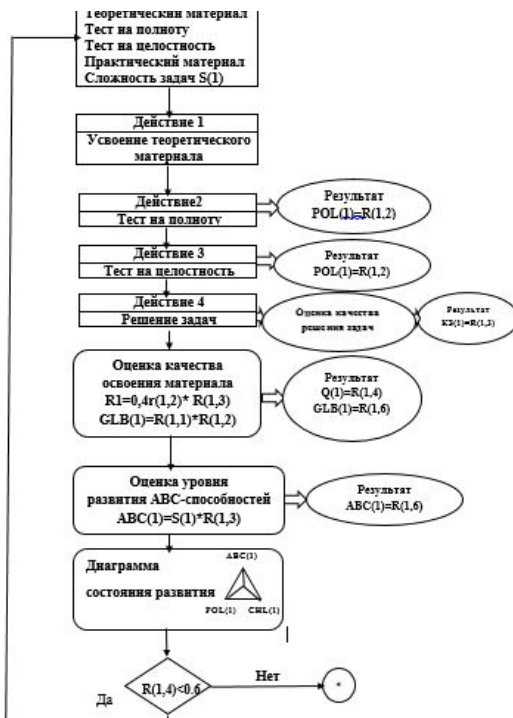 Теоретический материал
Тест на полноту
Тест на целостность
Практический материал
Сложность задач S(1)
Действие 1
Усвоение теоретического
материала
Действие2
Тест на полноту
Результат
POL(1)=R(1,2)
Действие 3
Тест на целостность
Результат
POL(1)=R(1,2)
Действие 4
Решение задач
Оценка качества
решения задач
Результат
КЗ(1)=R(1,3)
Оценка качества
освоения материала
R1=0,4r(1,2)* R(1,3)
GLB(1)=R(1,1)*R(1,2)
Результат
Q(1)=R(1,4)
GLB(1)=R(1,6)
Оценка уровня
развития АВС-способностей
ABC(1)=S(1)*R(1,3)
Результат
ABC(1)=R(1,6)
Диаграмма
состояния развития
ABC(1)
POL(1) CHL(1)
R(1,4)<0.6
Нет
*
Да